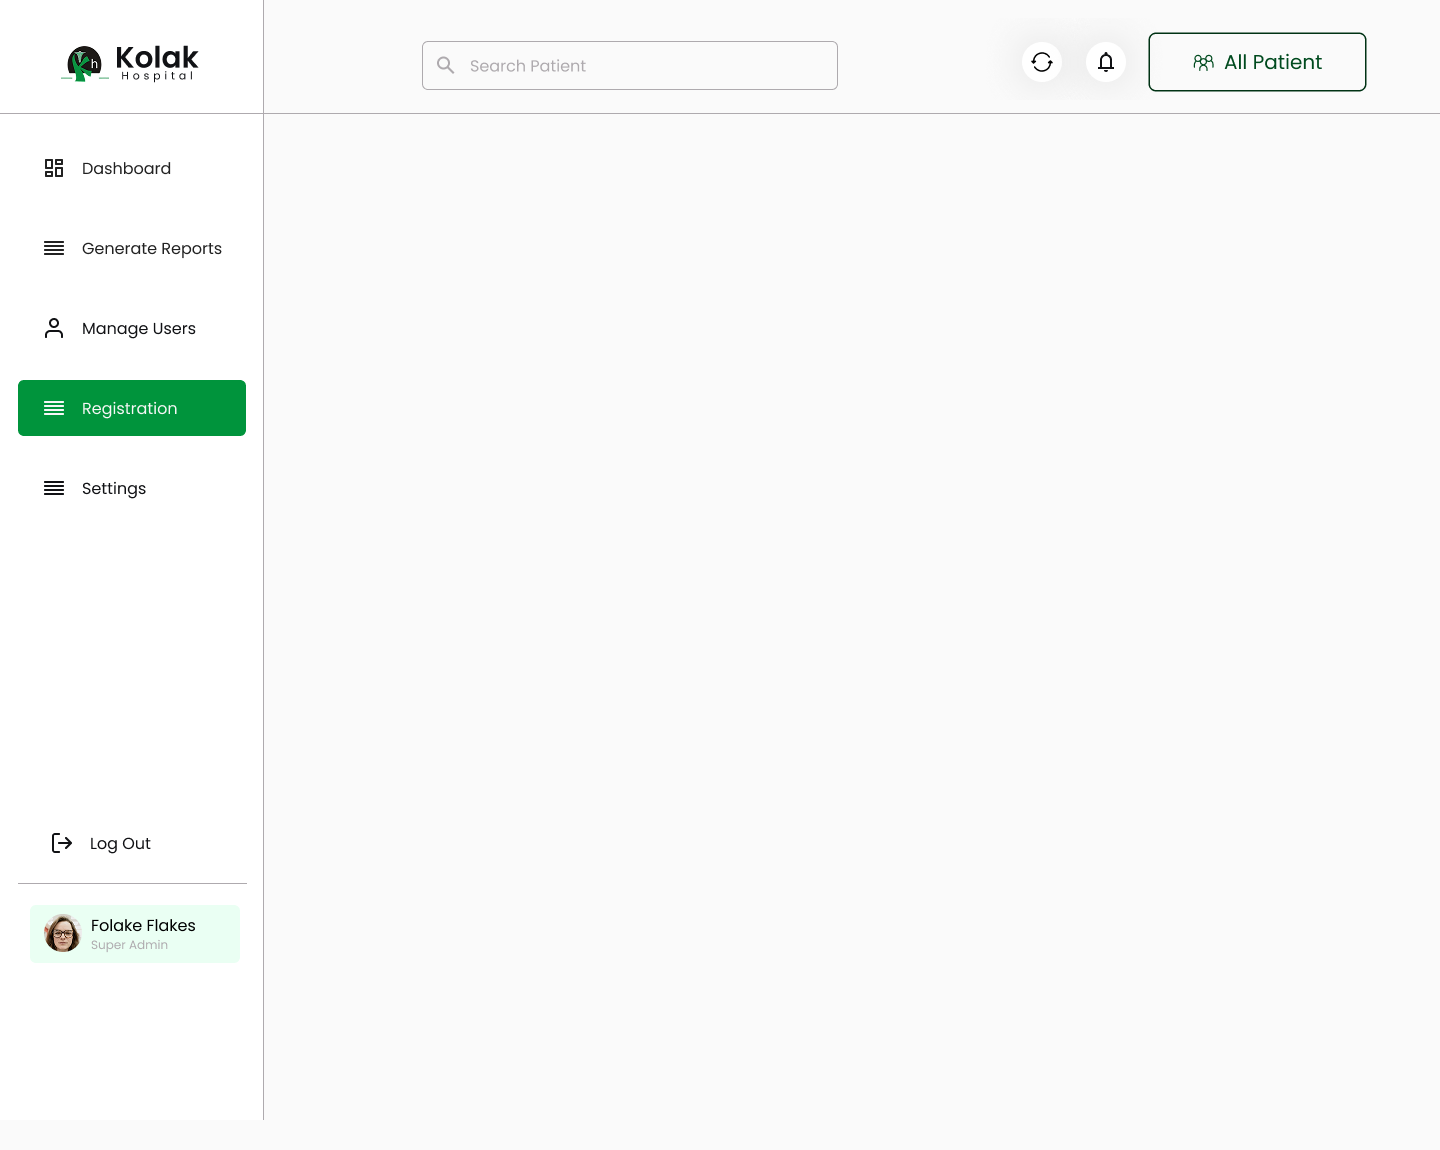 Kh
Kolak
Hospital
Search Patient
All Patient
Dashboard
Generate Reports
Manage Users
Registration
Settings
Log Out
Folake Flakes
Super Admin